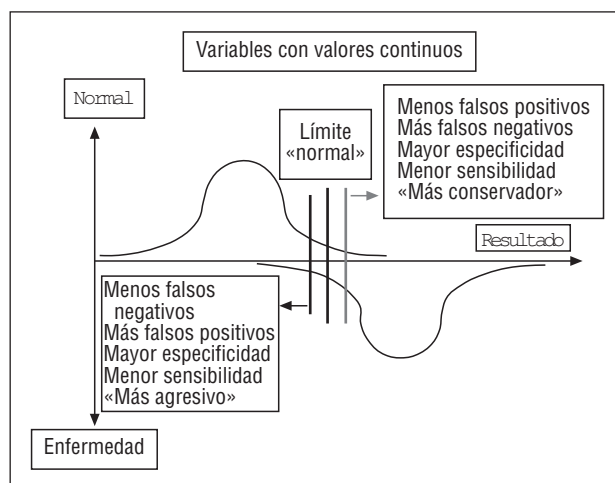 Variables con valores continuos
Normal
Límite
«normal»
Menos falsos positivos
Más falsos negativos
Mayor especificidad
Menor sensibilidad
«Más conservador»
Resultado
Menos falsos
negativos
Más falsos positivos
Mayor especificidad
Menor sensibilidad
«Más agresivo»
Enfermedad